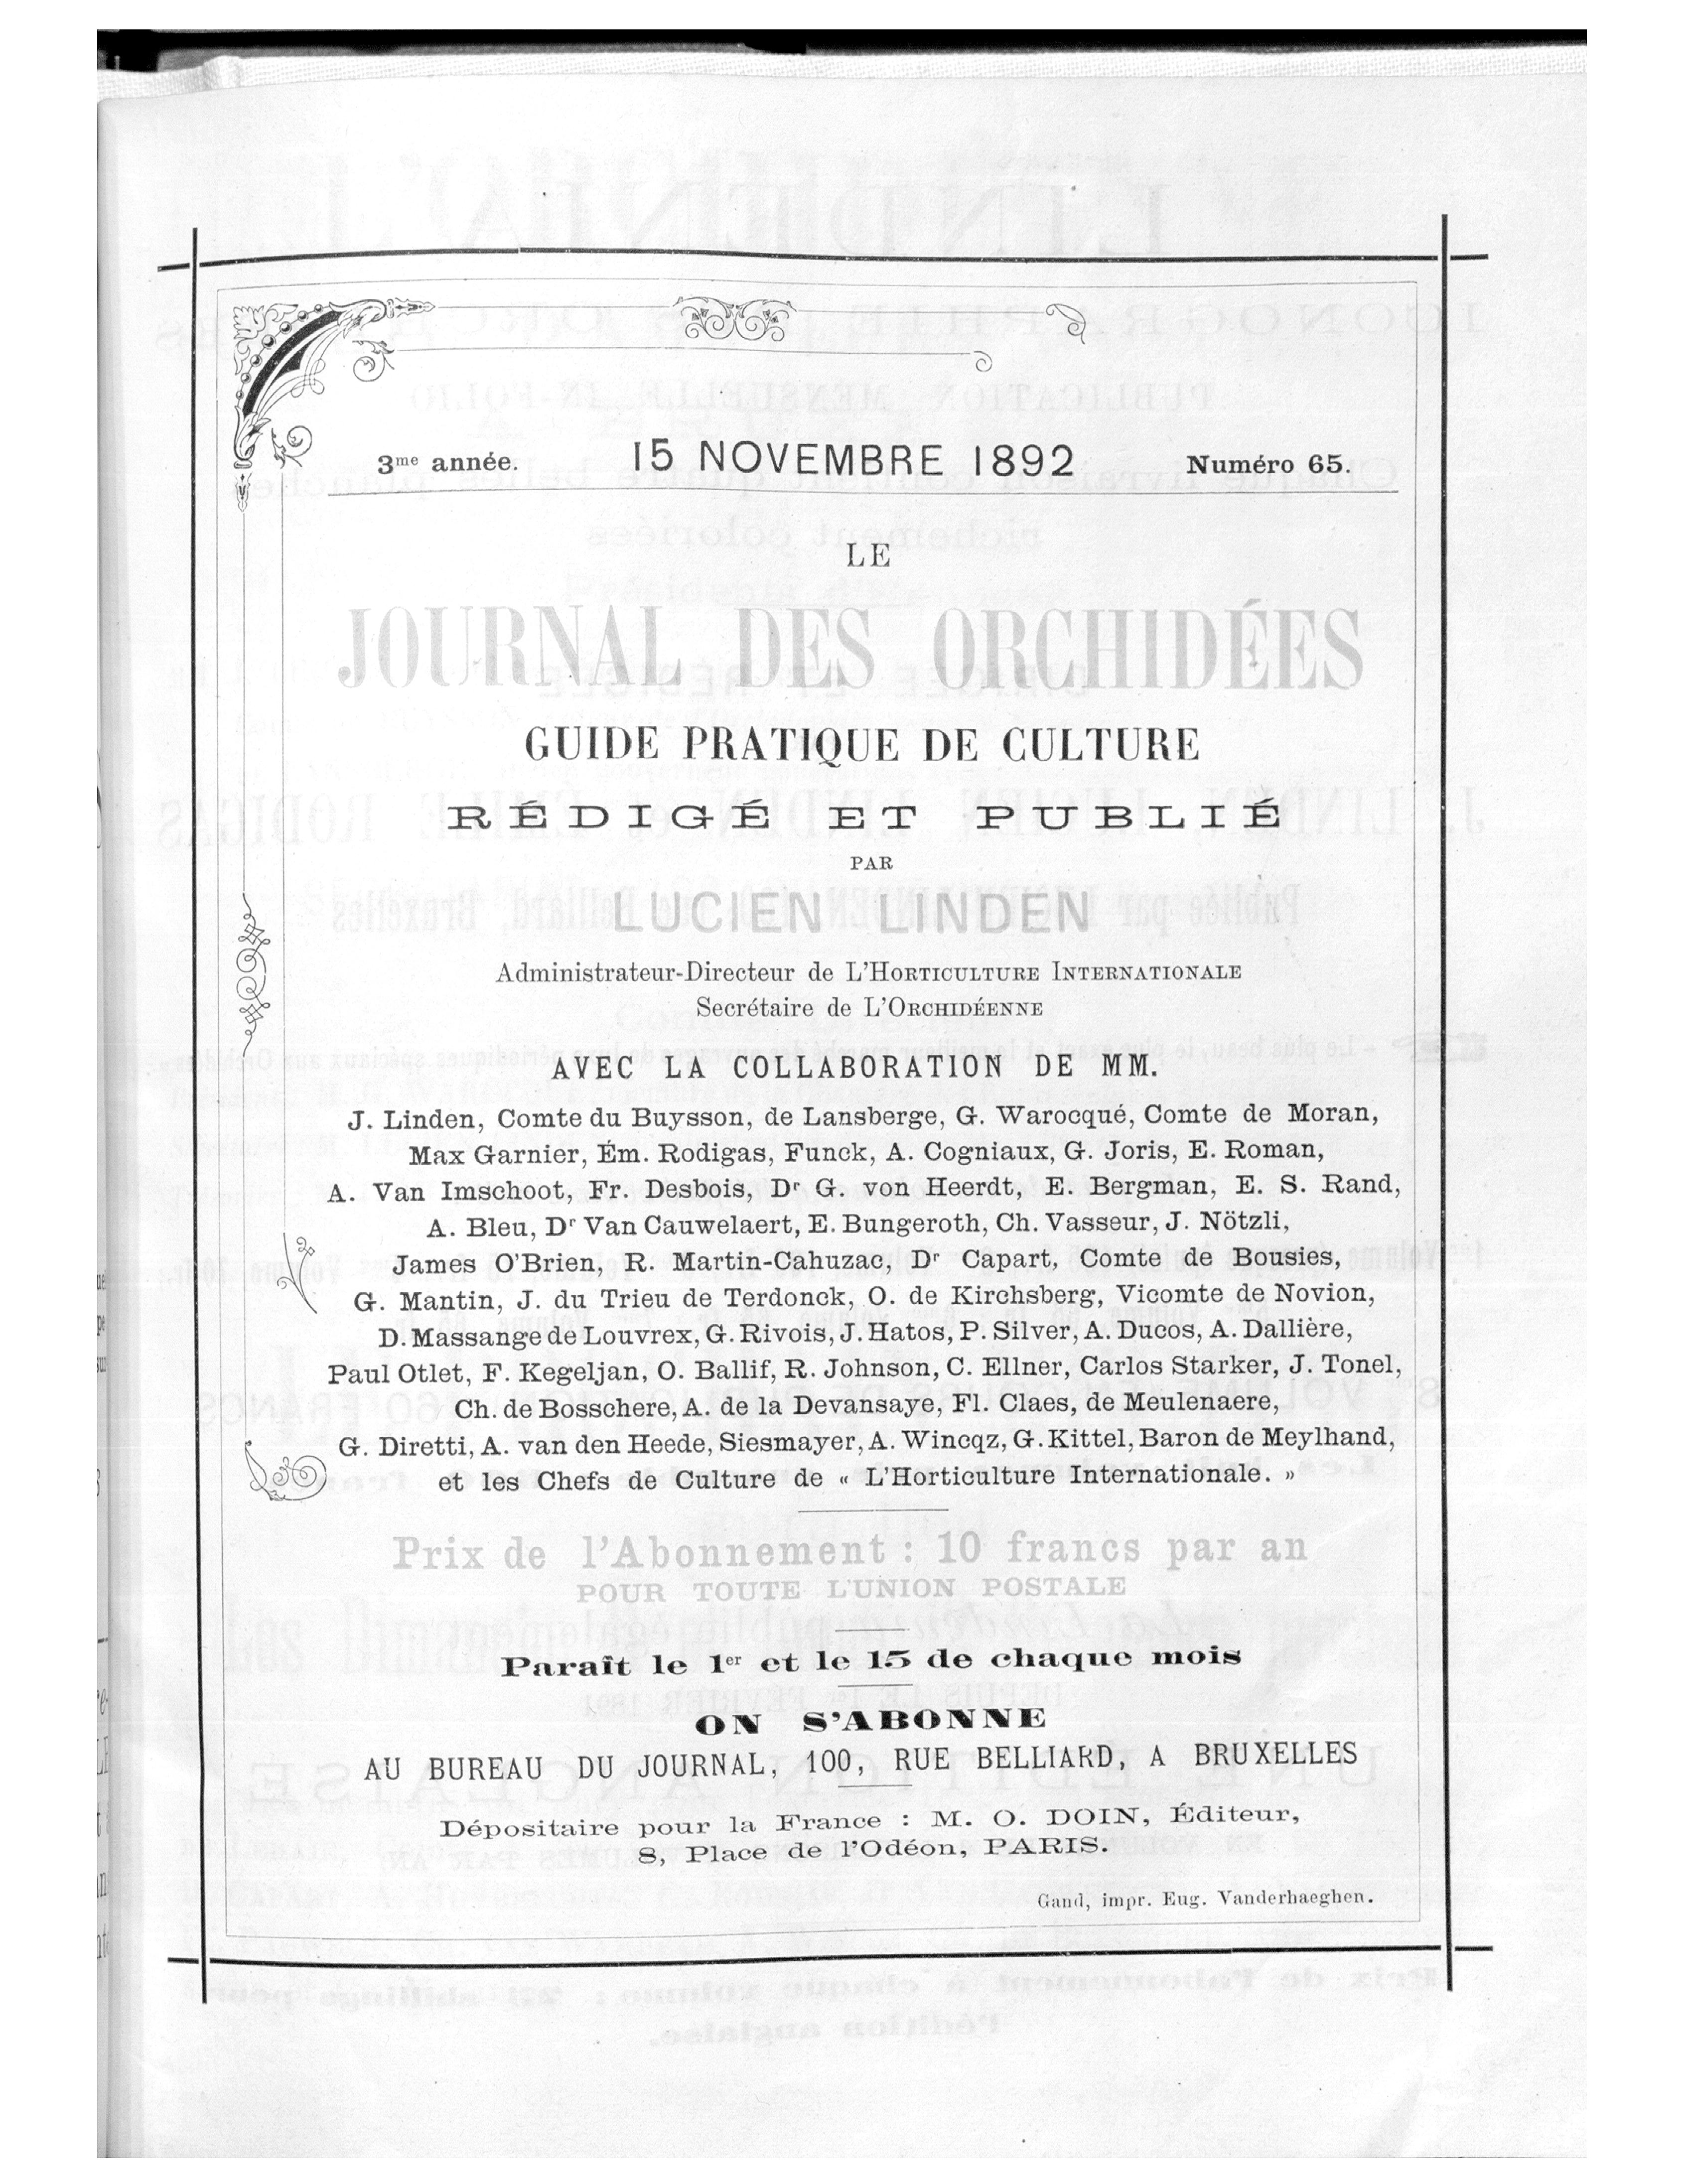 3me année. 15 NOVEMBRE 1892 Numéro 65.
LE
JOURNAL DES ORCHIDÉES
GUIDE PRATIQUE DE CULTURE
RÉDIGÉ ET PUBLIÉ
PAR
LUCIEN LINDEN
Administrateur-Directeur de L'HORTICULTURE INTERNATIONALE
Secrétaire de L'ORCHIDÉENNE
AVEC LA COLLABORATION DE MM.
J. Linden, Comte du Buysson, de Lansberge, G. Warocqué, Comte de Moran,
Max Garnier, Ém. Rodigas, Funck, A. Cogniaux, G. Joris, E. Roman,
A. Van Imschoot, Fr. Desbois, Dr G. von Heerdt, E. Bergman, E. S. Rand,
A. Bleu, Dr Van Cauwelaert, E. Bungeroth, Ch. Vasseur, J. Nötzli,
James O'Brien, R. Martin-Cahuzac, Dr Capart, Comte de Bousies,
G. Mantin, J. du Trieu de Terdonck, O. de Kirchsberg, Vicomte de Novion,
D. Massange de Louvrex, G. Rivois, J. Hatos, P. Silver, A. Ducos, A. Dallière,
Paul Otlet, F. Kegeljan, O. Ballif, R. Johnson, C. Ellner, Carlos Starker, J. Tonel,
Ch. de Bosschere, A. de la Devansaye, Fl. Claes, de Meulenaere,
G. Diretti, A. van den Heede, Siesmayer, A. Wincqz, G. Kittel, Baron de Meylhand,
et les Chefs de Culture de « L'Horticulture Internationale. »
Prix de l'Abonnement : 10 francs par an
POUR TOUTE L'UNION POSTALE
Paraît le 1er et le 15 de chaque mois
ON S'ABONNE
AU BUREAU DU JOURNAL, 100, RUE BELLIARD, A BRUXELLES
Dépositaire pour la France : M. O. DOIN, Éditeur,
8, Place de l'Odéon, PARIS.
Gand, impr. Eug. Vanderhaeghen.